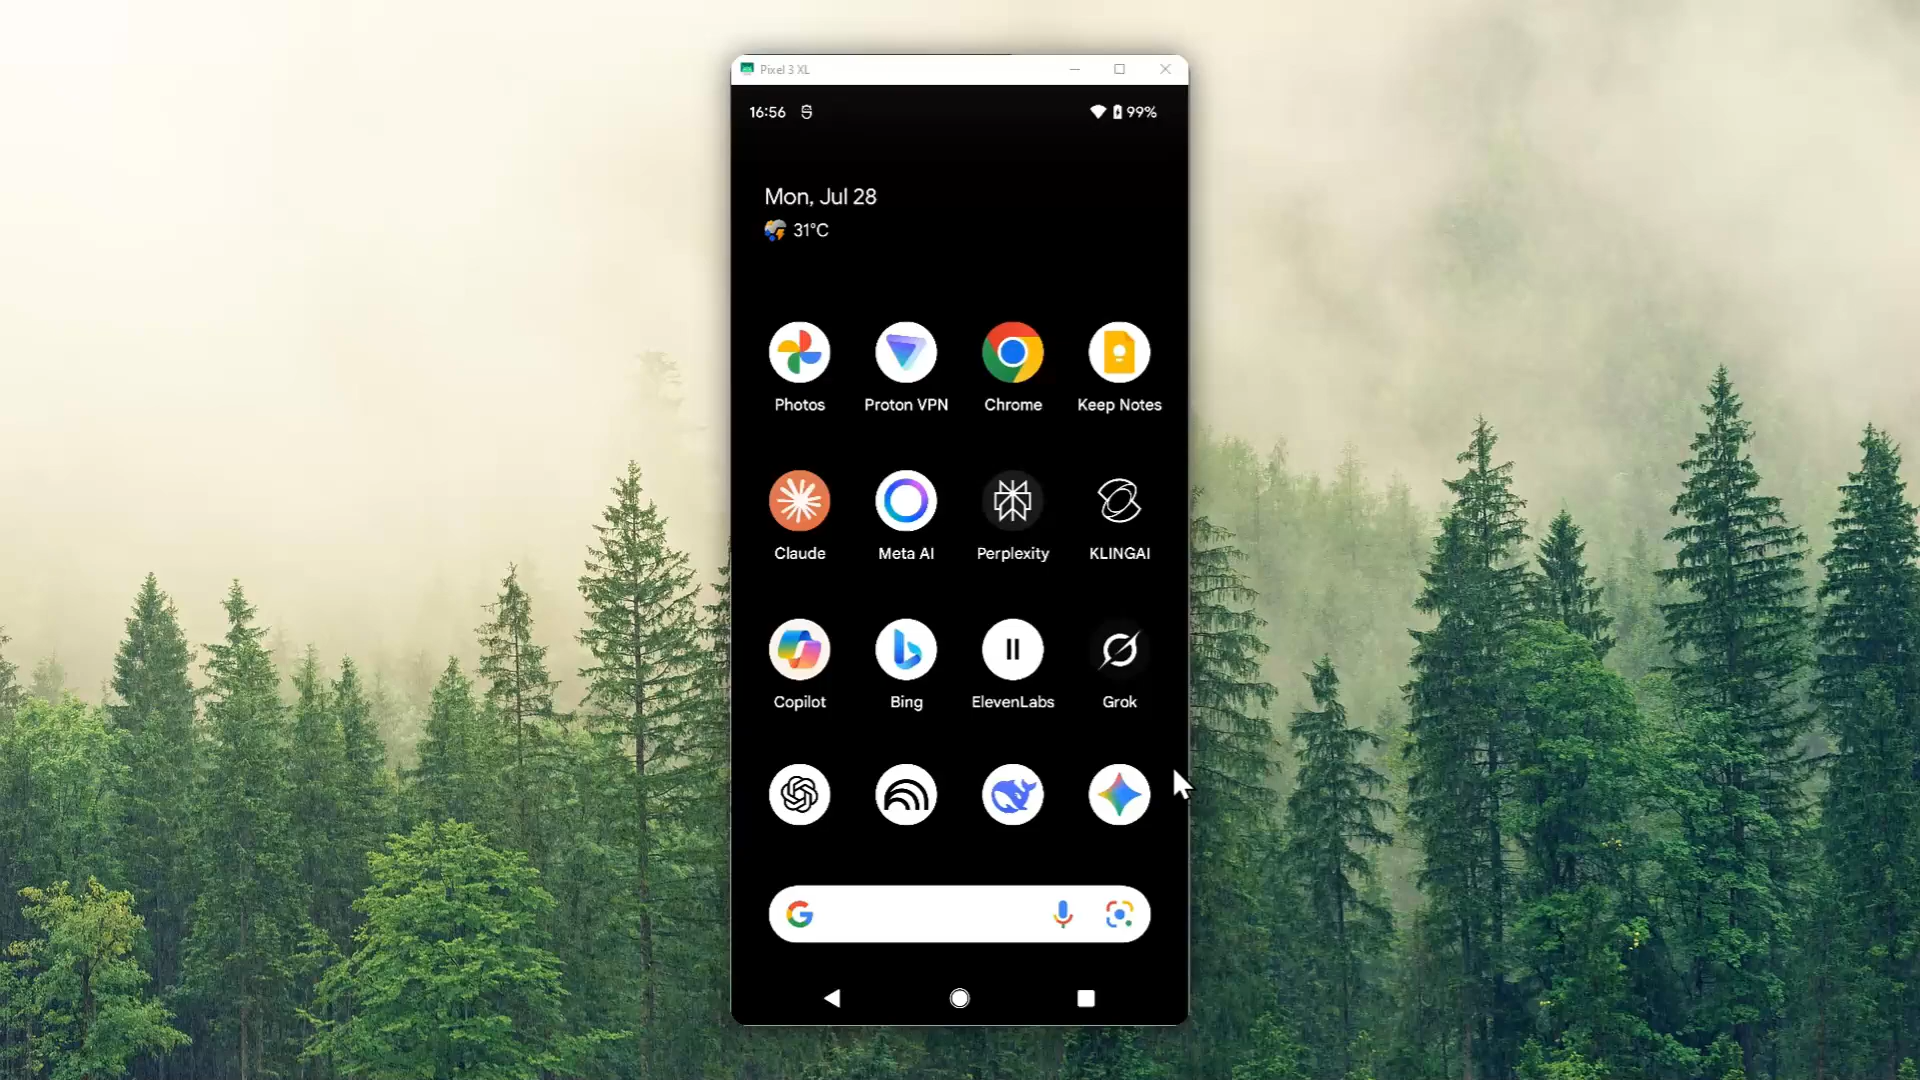 Pixel 3 XL
16:56
99%
Mon, Jul 28
31°C
Photos
Proton VPN
Chrome
Keep Notes
Claude
Meta AI
Perplexity
KLINGAI
Copilot
Bing
ElevenLabs
Grok